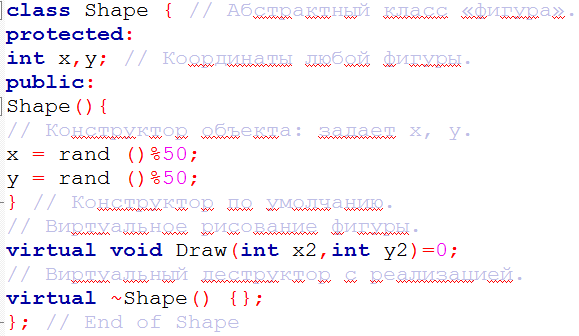 class Shape { // Абстрактный класс «фигура».
protected:
int x,y; // Координаты любой фигуры.
public:
Shape(){
// Конструктор объекта: задает x, y.
x = rand ()%50;
y = rand ()%50;
} // Конструктор по умолчанию.
// Виртуальное рисование фигуры.
virtual void Draw(int x2,int y2)=0;
// Виртуальный деструктор с реализацией.
virtual ~Shape() {};
}; // End of Shape